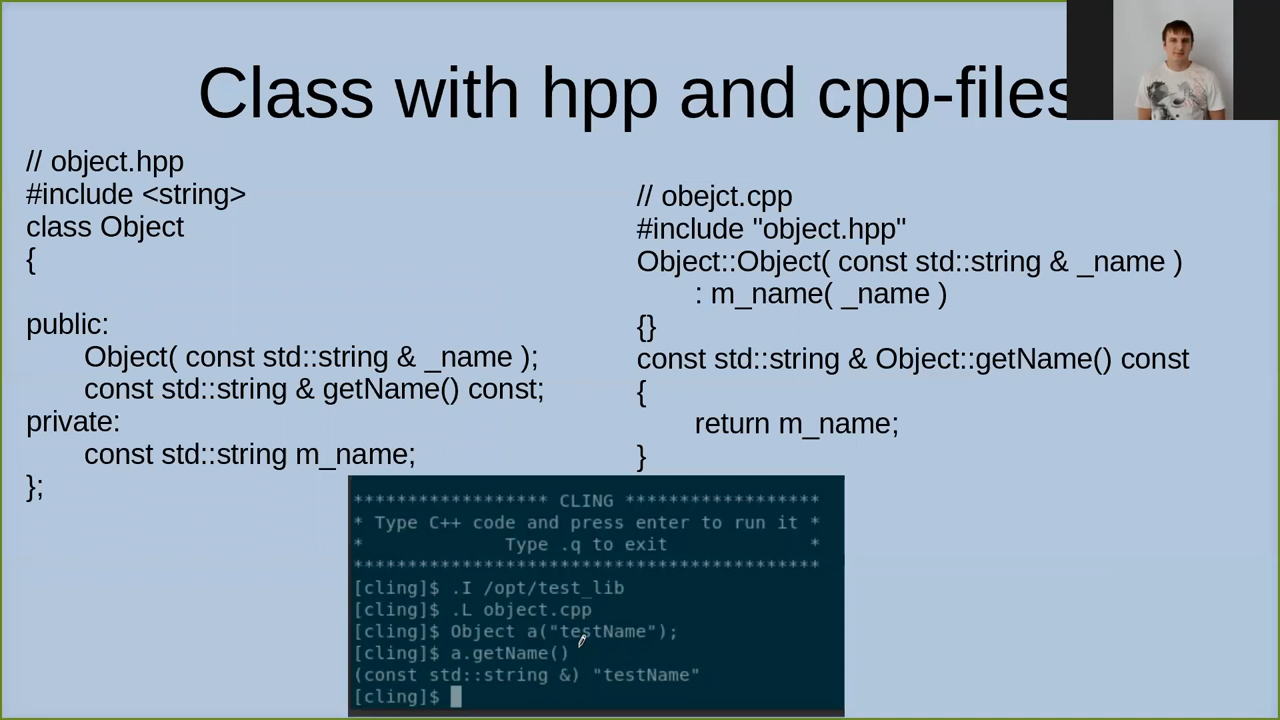 Class with hpp and cpp-files
// object.hpp
#include <string>
class Object
{
public:
Object( const std::string & _name );
const std::string & getName() const;
private:
const std::string m_name;
};
// obejct.cpp
#include "object.hpp"
Object::Object( const std::string & _name )
: m_name( _name )
{}
const std::string & Object::getName() const
{
return m_name;
}
****************** CLING ******************
* Type C++ code and press enter to run it *
* Type .q to exit *
*******************************************
[cling]$ .I /opt/test_lib
[cling]$ .L object.cpp
[cling]$ Object a("testName");
[cling]$ a.getName()
(const std::string &) "testName"
[cling]$